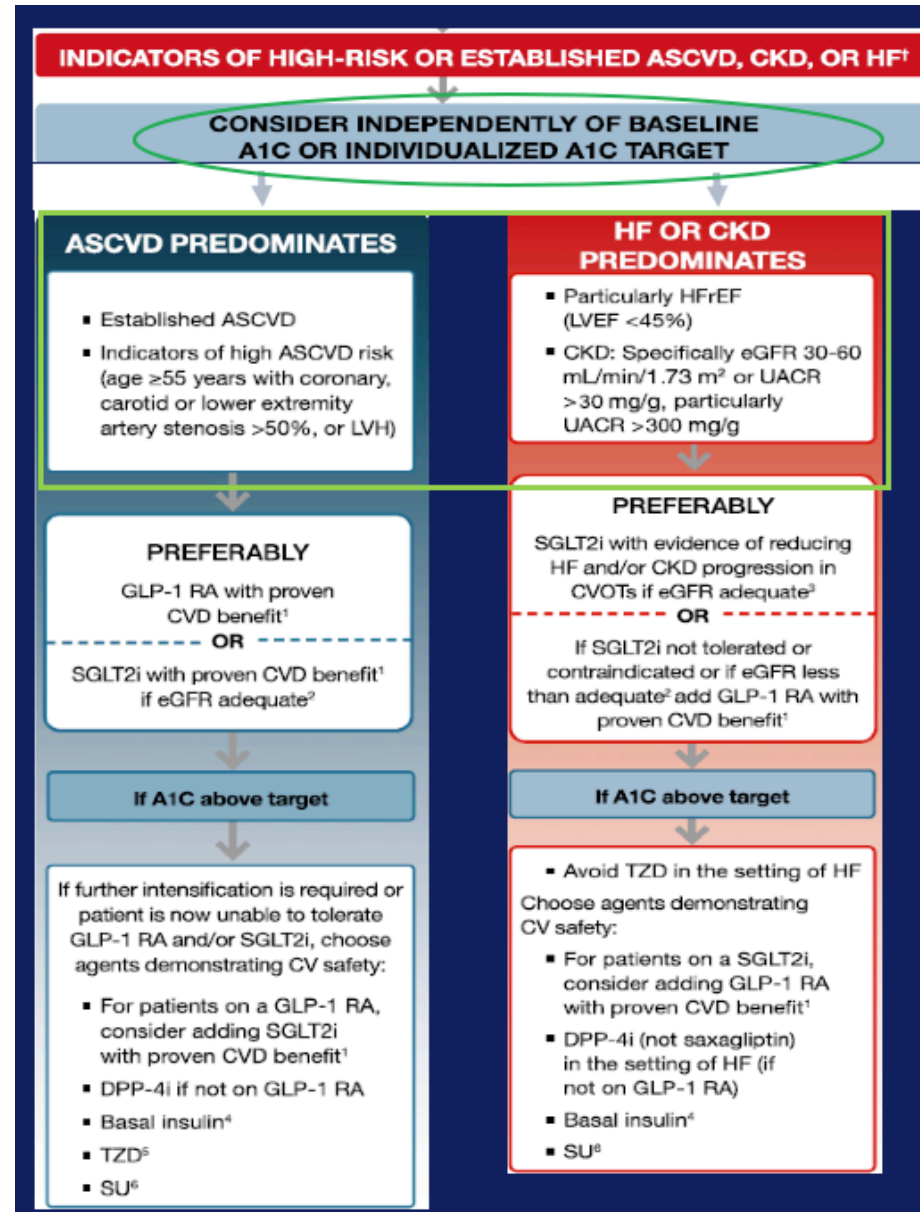 INDICATORS OF HIGH-RISK OR ESTABLISHED ASCVD, CKD, OR HF†
CONSIDER INDEPENDENTLY OF BASELINE
A1C OR INDIVIDUALIZED A1C TARGET
ASCVD PREDOMINATES
▪ Established ASCVD
▪ Indicators of high ASCVD risk
(age ≥55 years with coronary,
carotid or lower extremity
artery stenosis >50%, or LVH)
PREFERABLY
GLP-1 RA with proven
CVD benefit¹
OR
SGLT2i with proven CVD benefit¹
if eGFR adequate²
If A1C above target
If further intensification is required or
patient is now unable to tolerate
GLP-1 RA and/or SGLT2i, choose
agents demonstrating CV safety:
▪ For patients on a GLP-1 RA,
consider adding SGLT2i
with proven CVD benefit¹
▪ DPP-4i if not on GLP-1 RA
▪ Basal insulin⁴
▪ TZD⁵
▪ SU⁶
HF OR CKD
PREDOMINATES
▪ Particularly HFrEF
(LVEF <45%)
▪ CKD: Specifically eGFR 30-60
mL/min/1.73 m² or UACR
>30 mg/g, particularly
UACR >300 mg/g
PREFERABLY
SGLT2i with evidence of reducing
HF and/or CKD progression in
CVOTs if eGFR adequate³
OR
If SGLT2i not tolerated or
contraindicated or if eGFR less
than adequate² add GLP-1 RA with
proven CVD benefit¹
If A1C above target
▪ Avoid TZD in the setting of HF
Choose agents demonstrating
CV safety:
▪ For patients on a SGLT2i,
consider adding GLP-1 RA
with proven CVD benefit¹
▪ DPP-4i (not saxagliptin)
in the setting of HF (if
not on GLP-1 RA)
▪ Basal insulin⁴
▪ SU⁶